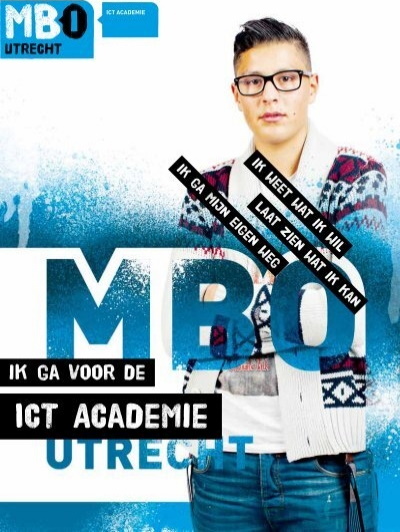 MBO
UTRECHT
ICT ACADEMIE
IK WEET WAT IK WIL
IK GA MIJN EIGEN WEG
LAAT ZIEN WAT IK KAN
MBO
IK GA VOOR DE
ICT ACADEMIE
UTRECHT